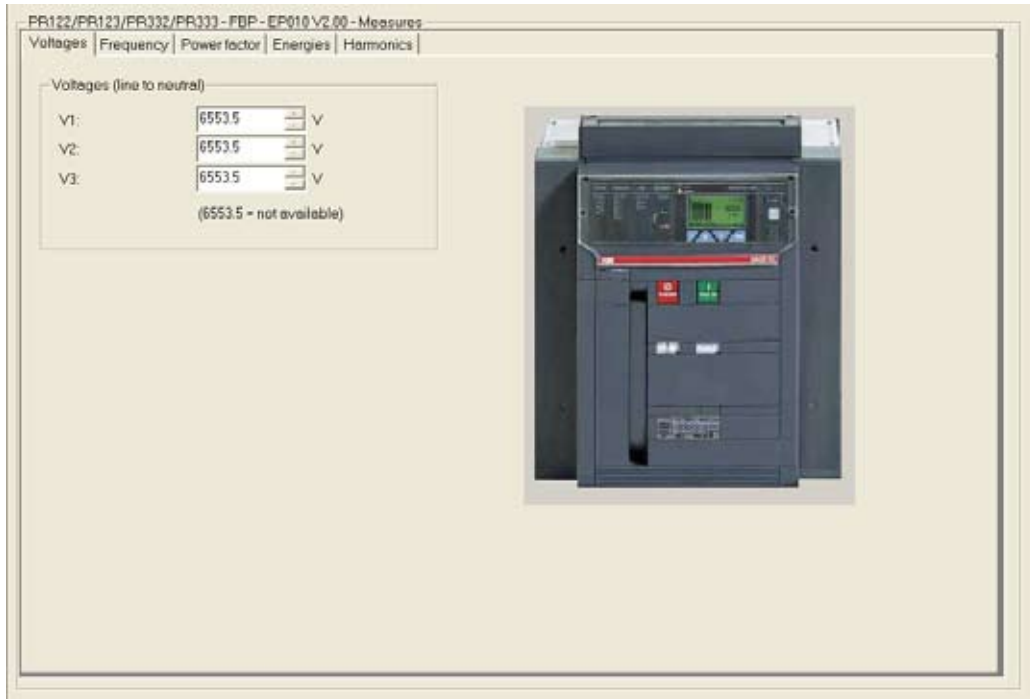 PR122/PR123/PR332/PR333 - FBP - EP010 V2.00 - Measures
Voltages Frequency Power factor Energies Harmonics
Voltages (line to neutral)
V1: 6553.5 V
V2: 6553.5 V
V3: 6553.5 V
(6553.5 = not available)
ABB